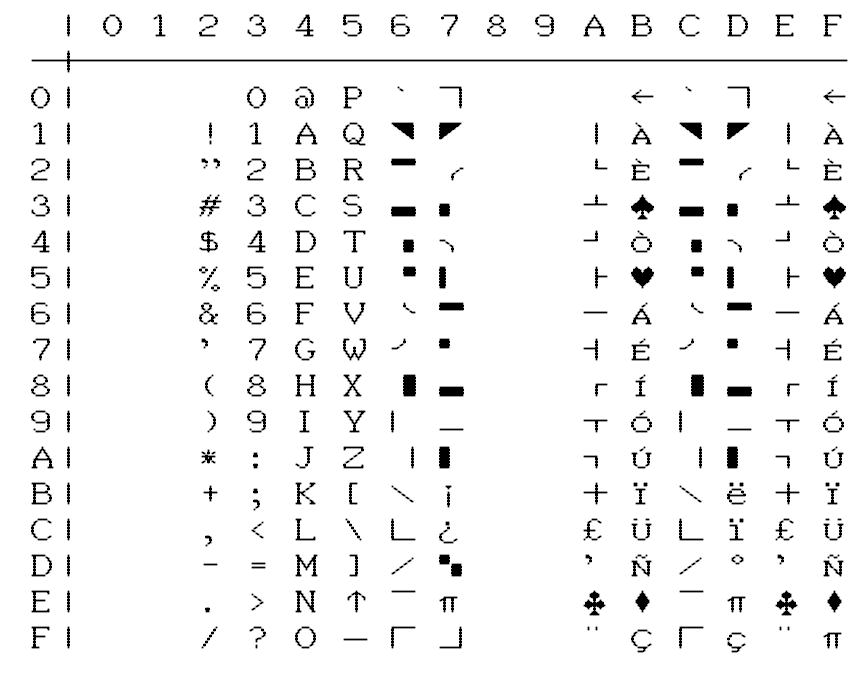 | 0 1 2 3 4 5 6 7 8 9 A B C D E F
0 | 0 @ P ` ┐ ← ` ┐ ←
1 | ! 1 A Q ◥ ◤ | À ◥ ◤ | À
2 | " 2 B R ▔ ╭ └ È ▔ ╭ └ È
3 | # 3 C S ▂ ▖ ┴ ♠ ▂ ▖ ┴ ♠
4 | $ 4 D T ▗ ╮ ┘ Ò ▗ ╮ ┘ Ò
5 | % 5 E U ▝ ▎ ├ ♥ ▝ ▎ ├ ♥
6 | & 6 F V ╰ ▔ ─ Á ╰ ▔ ─ Á
7 | ' 7 G W ╯ ▘ ┤ É ╯ ▘ ┤ É
8 | ( 8 H X ▐ ▂ ┌ Í ▐ ▂ ┌ Í
9 | ) 9 I Y ▏ _ ┬ Ó ▏ _ ┬ Ó
A | * : J Z ▕ ▌ ┐ Ú ▕ ▌ ┐ Ú
B | + ; K [ ╲ ¡ ┼ Ï ╲ ë ┼ Ï
C | , < L \ └ ¿ £ Ü └ ï £ Ü
D | - = M ] ╱ ▚ ' Ñ ╱ ° ' Ñ
E | . > N ↑ ‾ π ♣ ♦ ‾ π ♣ ♦
F | / ? O — ┌ ┘ ¨ Ç ┌ ç ¨ π